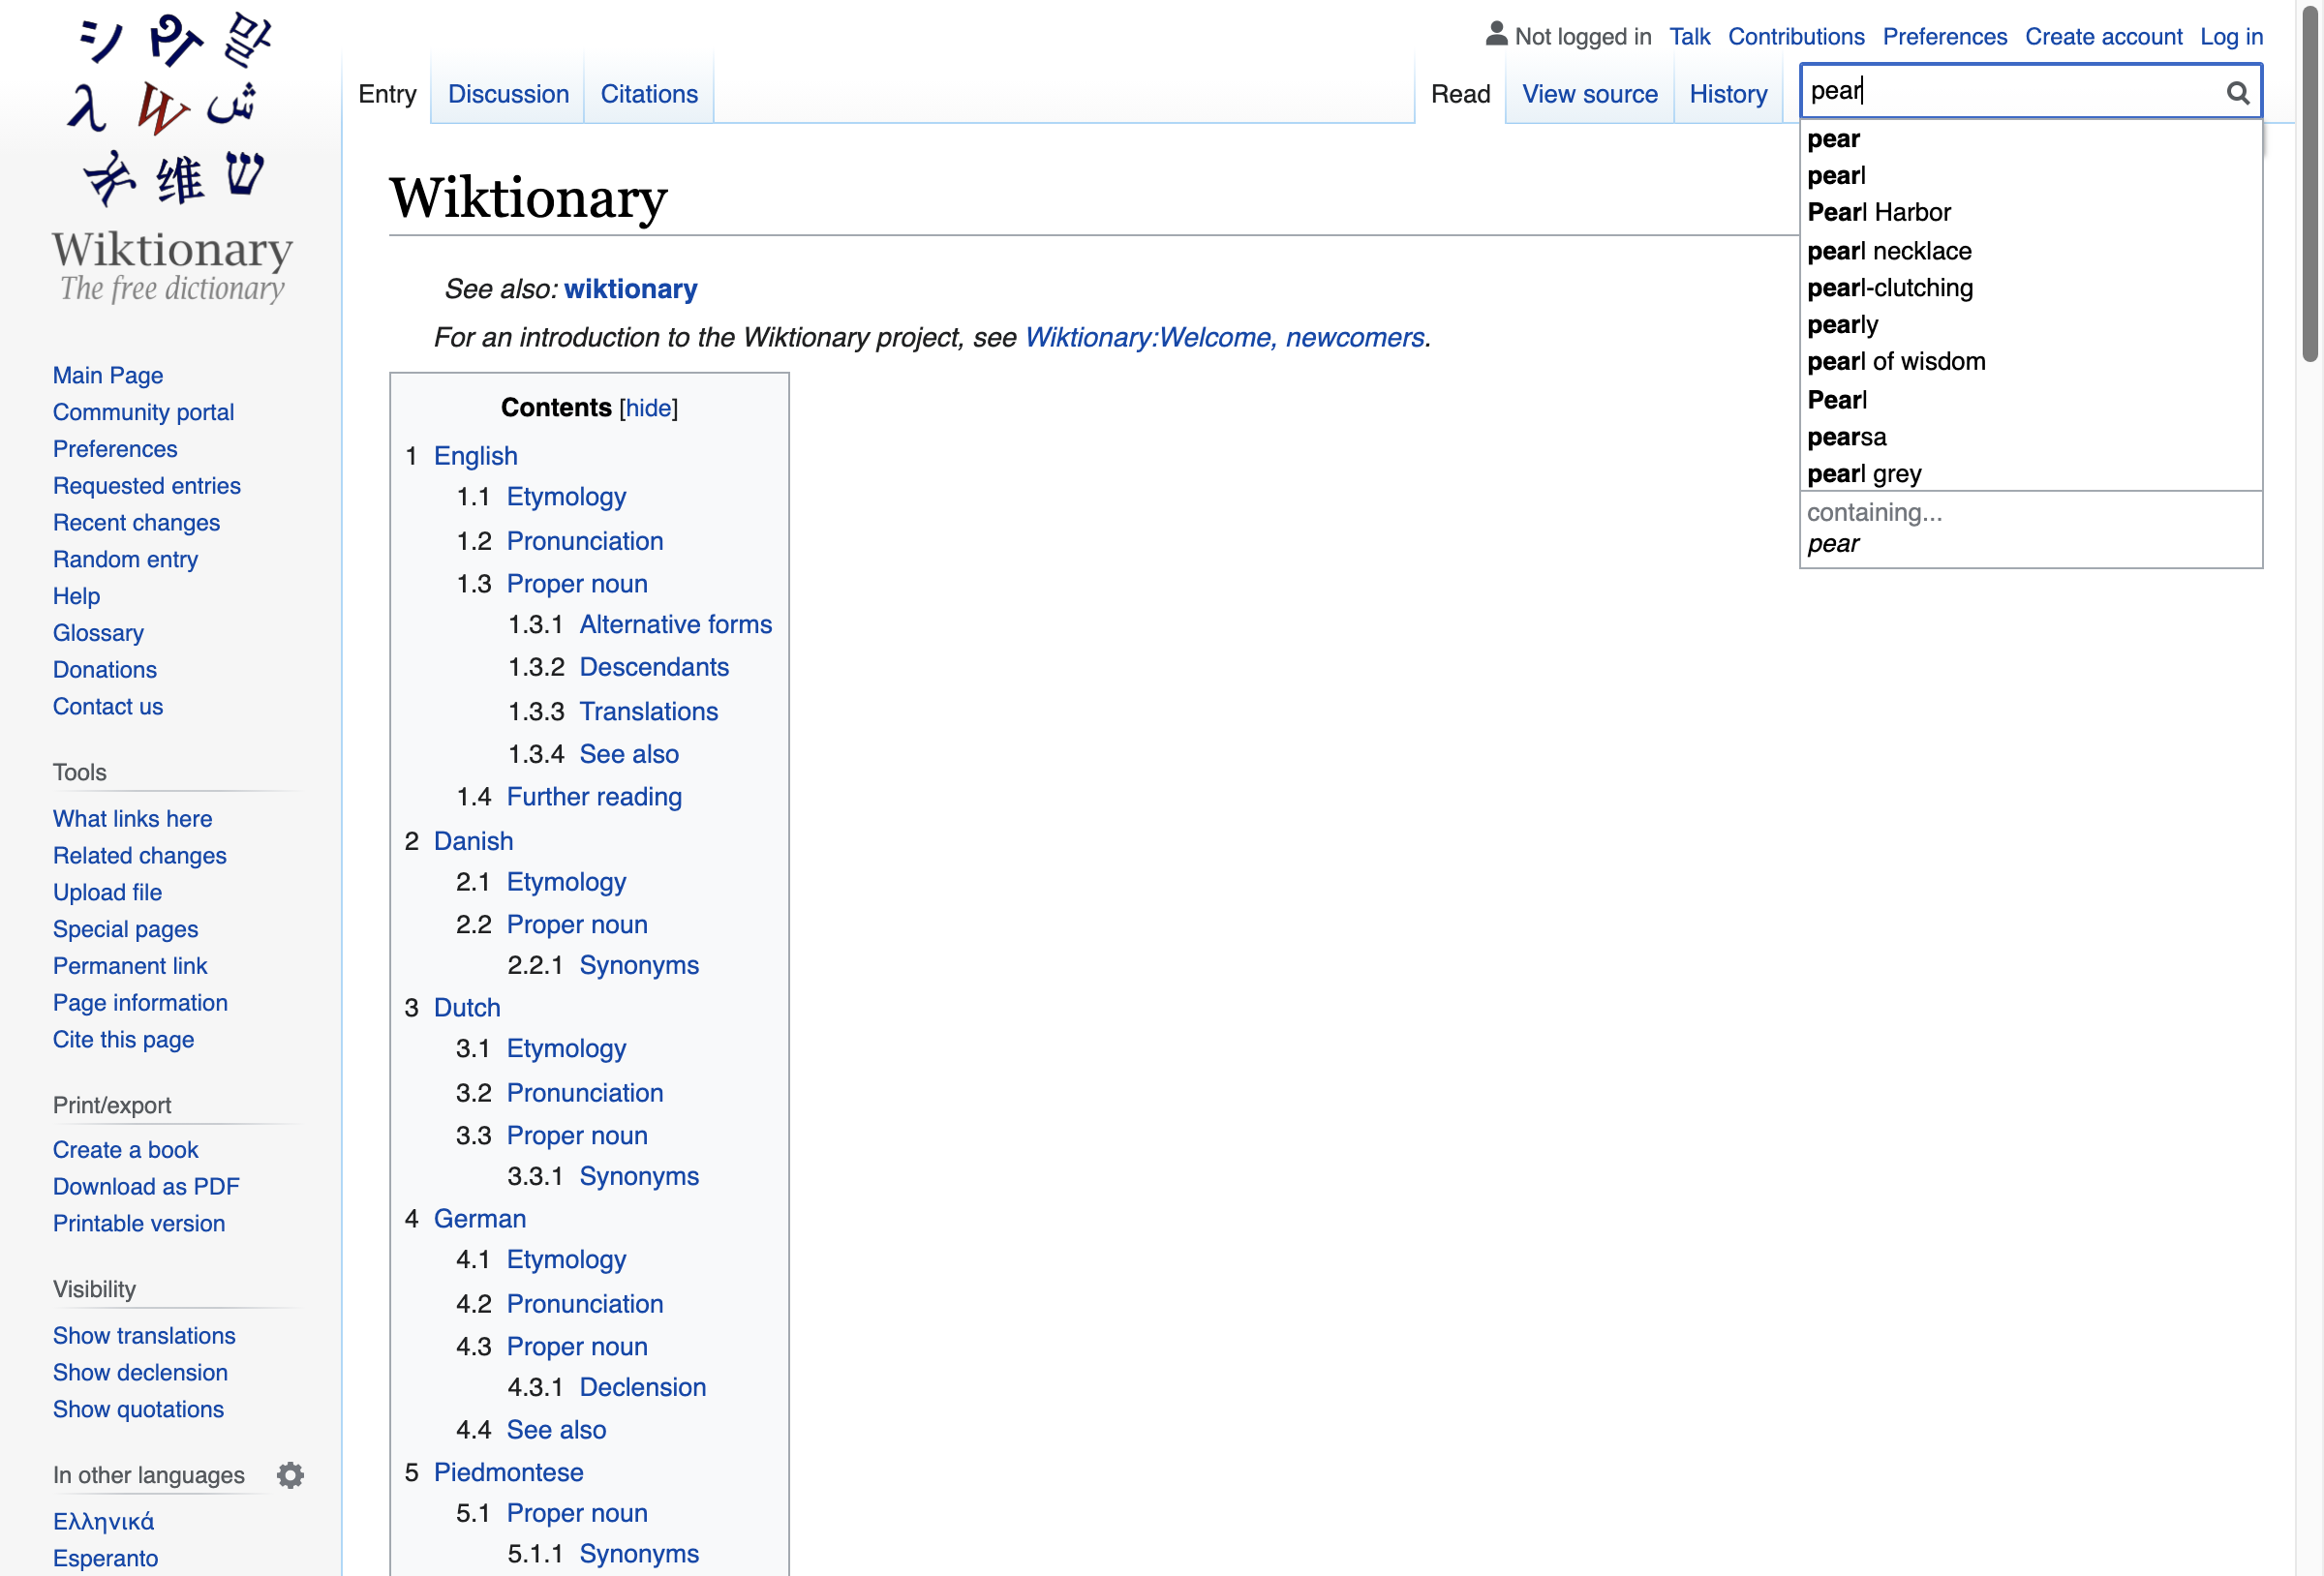 シ Ⴥ 말
λ W ش
维 ש
Wiktionary
The free dictionary
Not logged in Talk Contributions Preferences Create account Log in
Entry Discussion Citations Read View source History pear
pear
pearl
Pearl Harbor
pearl necklace
pearl-clutching
pearly
pearl of wisdom
Pearl
pearsa
pearl grey
containing...
pear
Wiktionary
See also: wiktionary
For an introduction to the Wiktionary project, see Wiktionary:Welcome, newcomers.
Contents [hide]
1 English
1.1 Etymology
1.2 Pronunciation
1.3 Proper noun
1.3.1 Alternative forms
1.3.2 Descendants
1.3.3 Translations
1.3.4 See also
1.4 Further reading
2 Danish
2.1 Etymology
2.2 Proper noun
2.2.1 Synonyms
3 Dutch
3.1 Etymology
3.2 Pronunciation
3.3 Proper noun
3.3.1 Synonyms
4 German
4.1 Etymology
4.2 Pronunciation
4.3 Proper noun
4.3.1 Declension
4.4 See also
5 Piedmontese
5.1 Proper noun
5.1.1 Synonyms
Main Page
Community portal
Preferences
Requested entries
Recent changes
Random entry
Help
Glossary
Donations
Contact us
Tools
What links here
Related changes
Upload file
Special pages
Permanent link
Page information
Cite this page
Print/export
Create a book
Download as PDF
Printable version
Visibility
Show translations
Show declension
Show quotations
In other languages
Ελληνικά
Esperanto